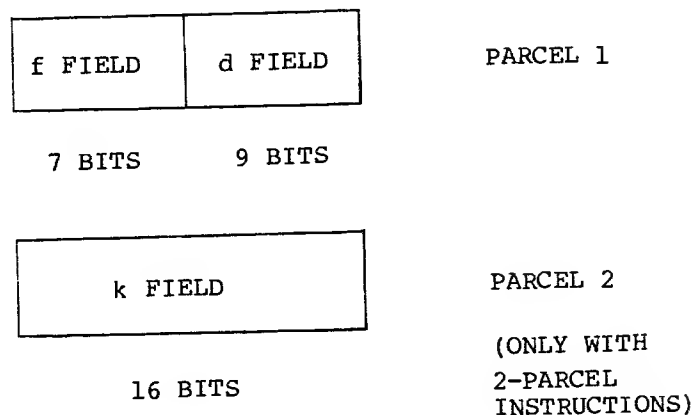 f FIELD d FIELD PARCEL 1
7 BITS 9 BITS
k FIELD PARCEL 2
(ONLY WITH
16 BITS 2-PARCEL
INSTRUCTIONS)